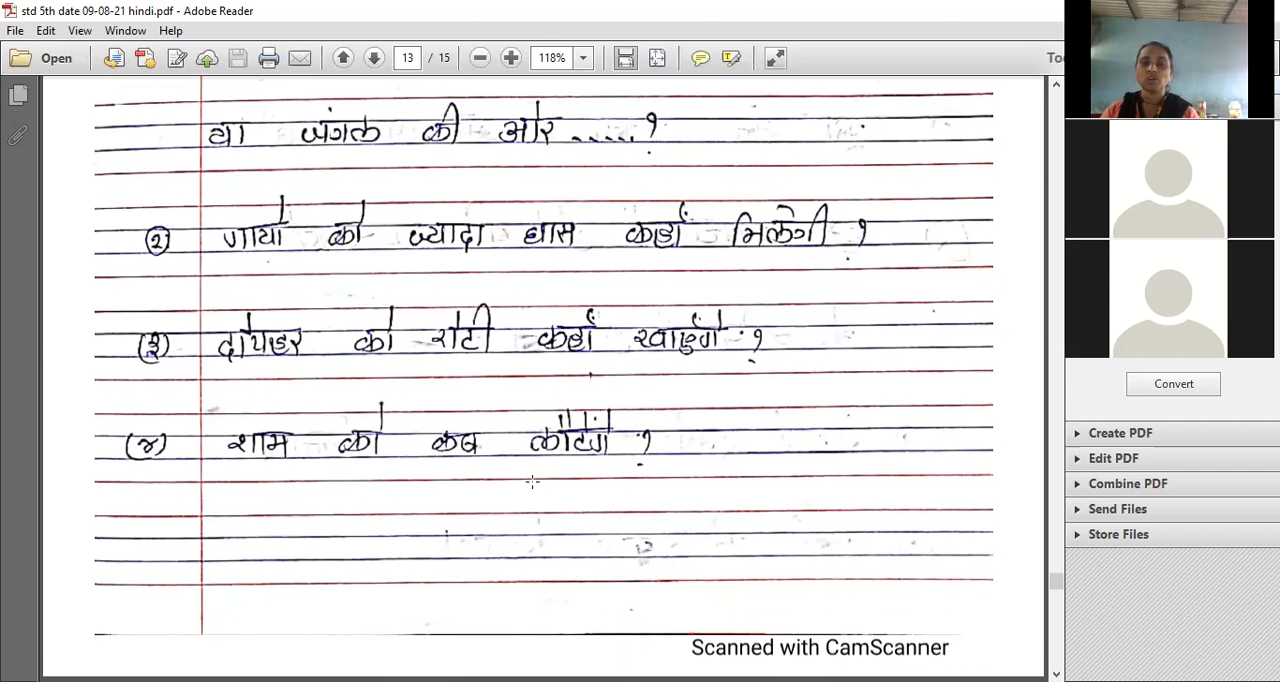 std 5th date 09-08-21 hindi.pdf - Adobe Reader
File Edit View Window Help
Open 13 / 15 118% To
या जंगल की ओर .....?
(२) गायों को ज्यादा घास कहाँ मिलेगी ?
(३) दोपहर को रोटी कहाँ खाएँगे ?
(४) शाम को कब लौटेंगे ?
Scanned with CamScanner
Convert
Create PDF
Edit PDF
Combine PDF
Send Files
Store Files